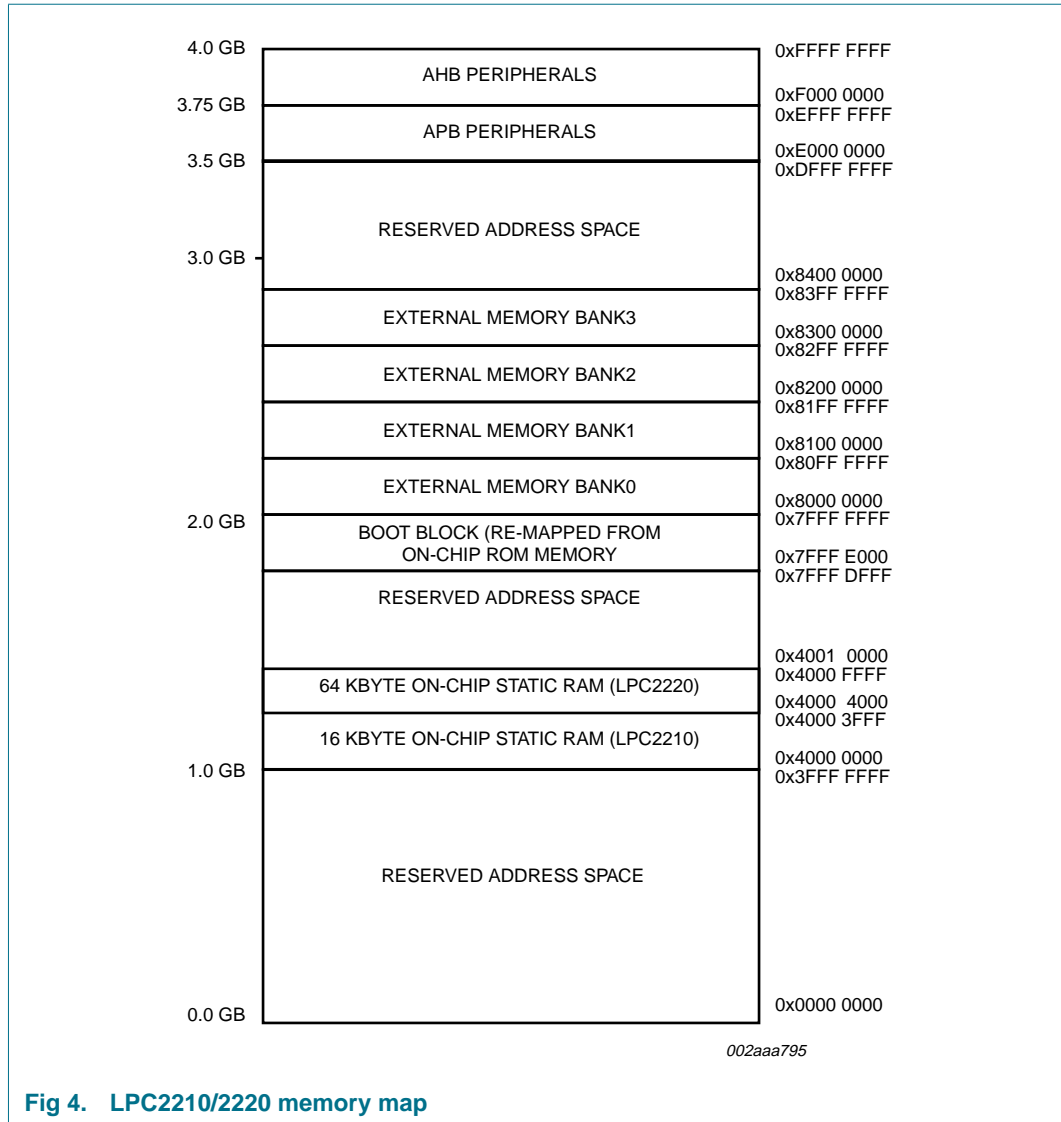 4.0 GB
0xFFFF FFFF
AHB PERIPHERALS
0xF000 0000
3.75 GB
0xEFFF FFFF
APB PERIPHERALS
0xE000 0000
3.5 GB
0xDFFF FFFF
RESERVED ADDRESS SPACE
3.0 GB
0x8400 0000
0x83FF FFFF
EXTERNAL MEMORY BANK3
0x8300 0000
0x82FF FFFF
EXTERNAL MEMORY BANK2
0x8200 0000
0x81FF FFFF
EXTERNAL MEMORY BANK1
0x8100 0000
0x80FF FFFF
EXTERNAL MEMORY BANK0
0x8000 0000
2.0 GB
0x7FFF FFFF
BOOT BLOCK (RE-MAPPED FROM
ON-CHIP ROM MEMORY
0x7FFF E000
0x7FFF DFFF
RESERVED ADDRESS SPACE
0x4001 0000
0x4000 FFFF
64 KBYTE ON-CHIP STATIC RAM (LPC2220)
0x4000 4000
0x4000 3FFF
16 KBYTE ON-CHIP STATIC RAM (LPC2210)
0x4000 0000
1.0 GB
0x3FFF FFFF
RESERVED ADDRESS SPACE
0x0000 0000
0.0 GB
002aaa795
Fig 4. LPC2210/2220 memory map